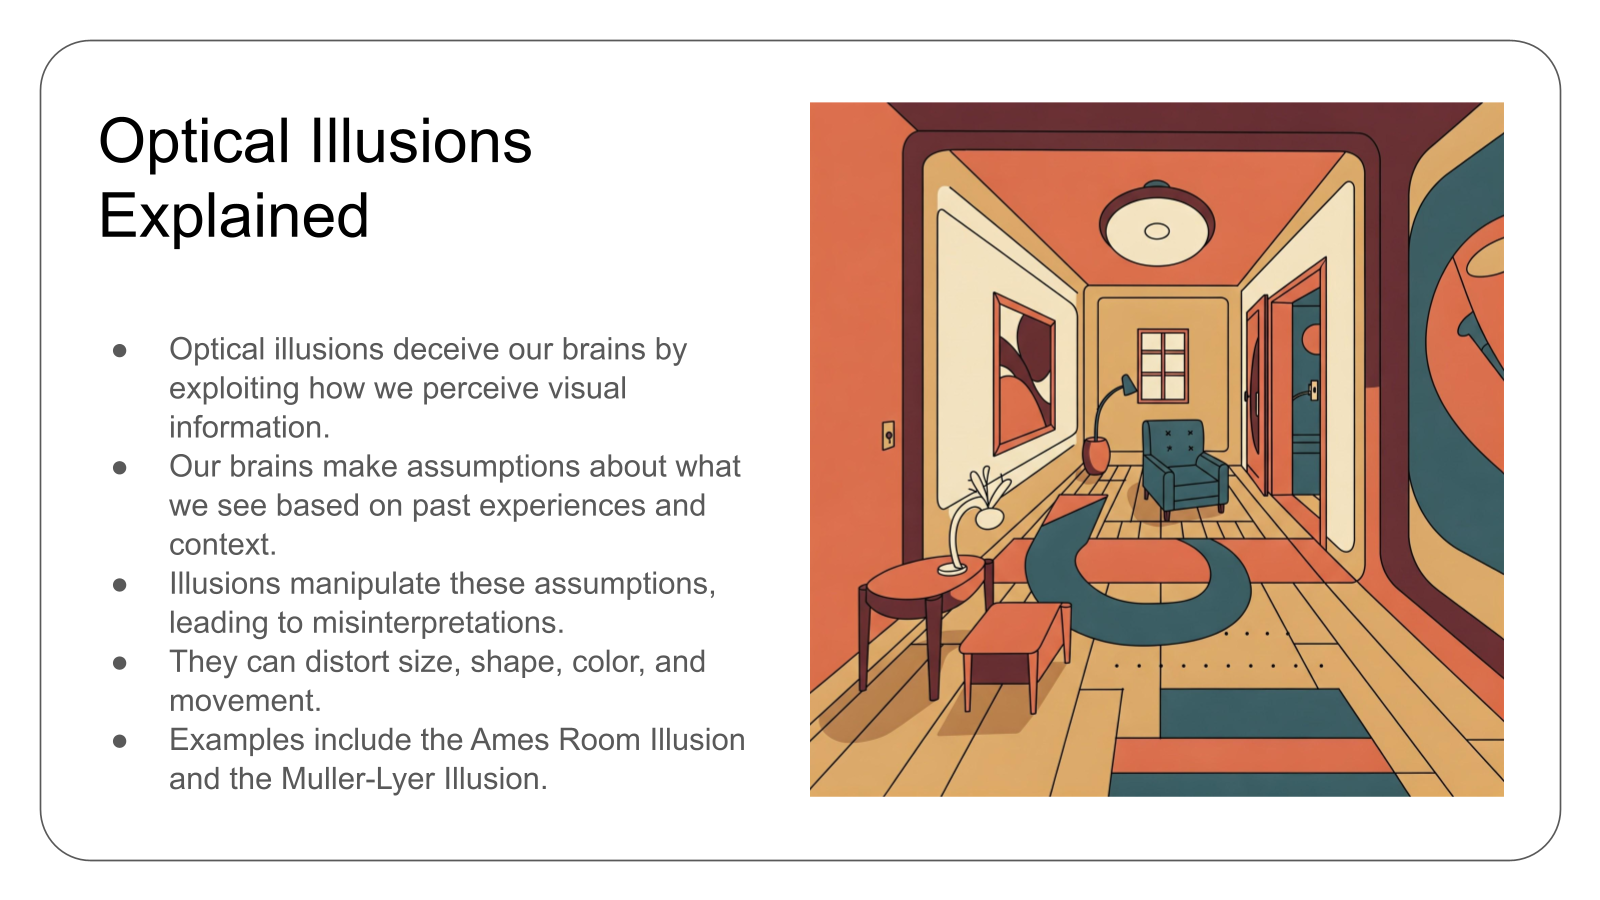 Optical Illusions
Explained
● Optical illusions deceive our brains by
exploiting how we perceive visual
information.
● Our brains make assumptions about what
we see based on past experiences and
context.
● Illusions manipulate these assumptions,
leading to misinterpretations.
● They can distort size, shape, color, and
movement.
● Examples include the Ames Room Illusion
and the Muller-Lyer Illusion.